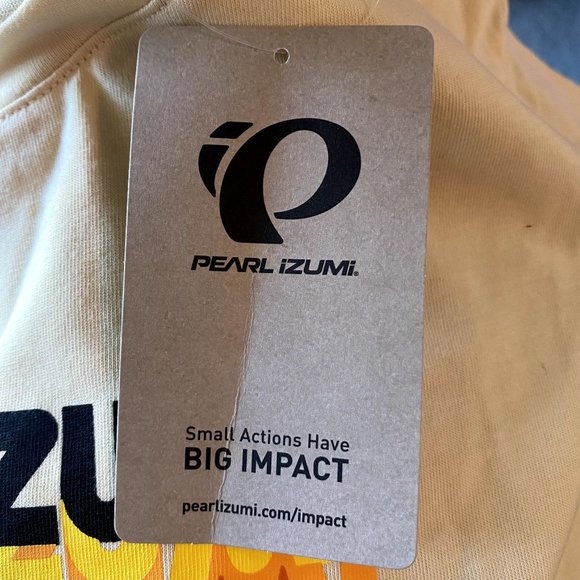 PEARL iZUMi®
Small Actions Have
BIG IMPACT
pearlizumi.com/impact
ZU